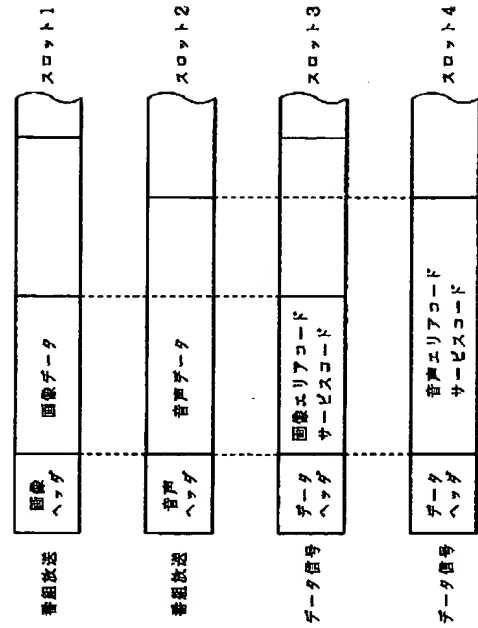 番組放送
画像
ヘッダ
画像データ
スロット1
番組放送
音声
ヘッダ
音声データ
スロット2
データ信号
データ
ヘッダ
画像エリアコード
サービスコード
スロット3
データ信号
データ
ヘッダ
音声エリアコード
サービスコード
スロット4